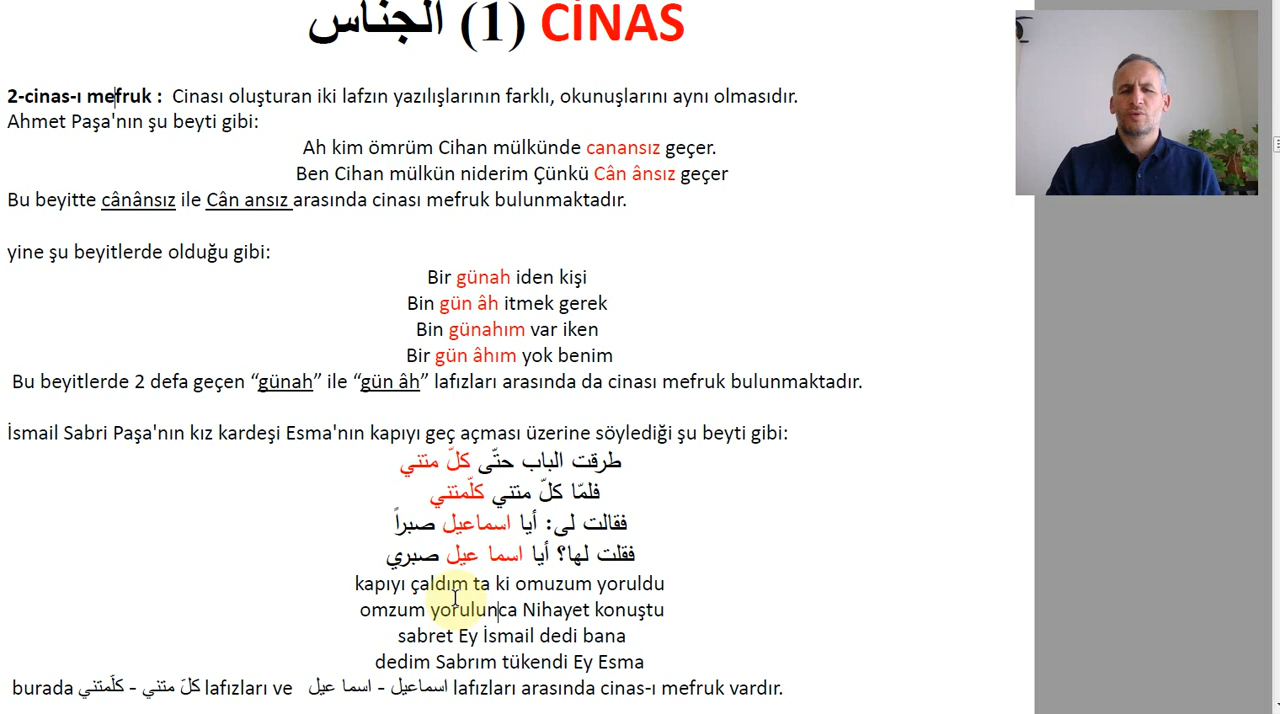 الجناس (1) CİNAS
2-cinas-ı mefruk : Cinası oluşturan iki lafzın yazılışlarının farklı, okunuşlarını aynı olmasıdır.
Ahmet Paşa'nın şu beyti gibi:
Ah kim ömrüm Cihan mülkünde canansız geçer.
Ben Cihan mülkün niderim Çünkü Cân ânsız geçer
Bu beyitte cânânsız ile Cân ansız arasında cinası mefruk bulunmaktadır.
yine şu beyitlerde olduğu gibi:
Bir günah iden kişi
Bin gün âh itmek gerek
Bin günahım var iken
Bir gün âhım yok benim
Bu beyitlerde 2 defa geçen “günah” ile “gün âh” lafızları arasında da cinası mefruk bulunmaktadır.
İsmail Sabri Paşa'nın kız kardeşi Esma'nın kapıyı geç açması üzerine söylediği şu beyti gibi:
طرقت الباب حتّى كلّ متني
فلمّا كلّ متني كلّمتني
فقالت لى: أيا اسماعيل صبراً
فقلت لها؟ أيا اسما عيل صبري
kapıyı çaldım ta ki omuzum yoruldu
omzum yorulunca Nihayet konuştu
sabret Ey İsmail dedi bana
dedim Sabrım tükendi Ey Esma
burada كلّ متني - كلّمتني lafızları ve اسماعيل - اسما عيل lafızları arasında cinas-ı mefruk vardır.